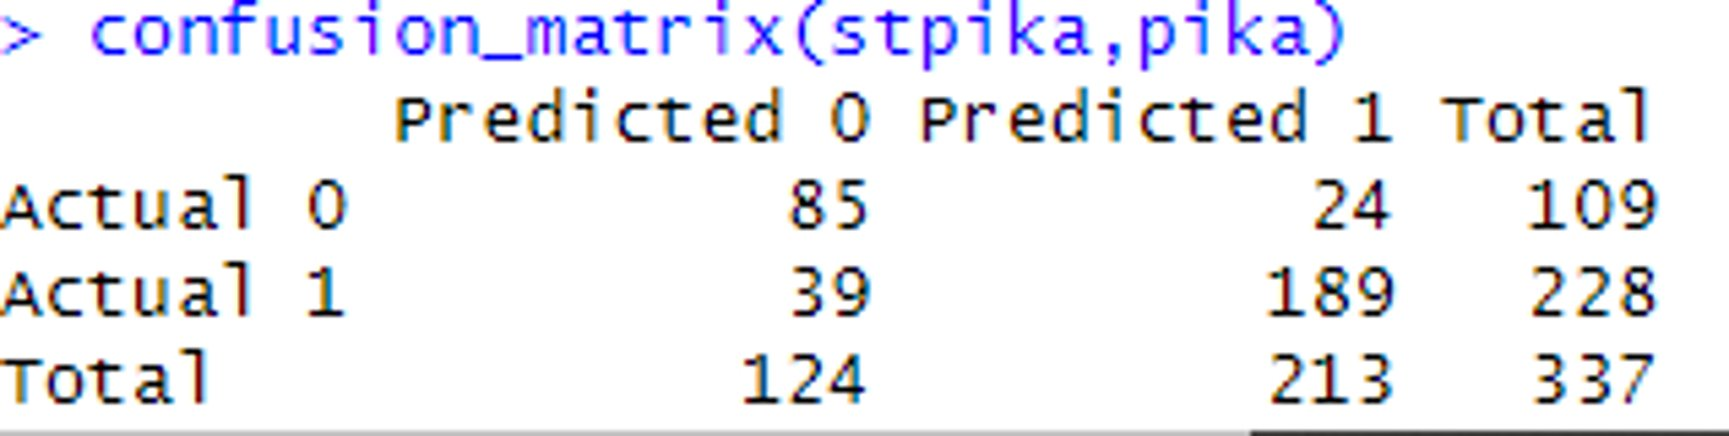 > confusion_matrix(stpika,pika)
Predicted 0 Predicted 1 Total
Actual 0 85 24 109
Actual 1 39 189 228
Total 124 213 337